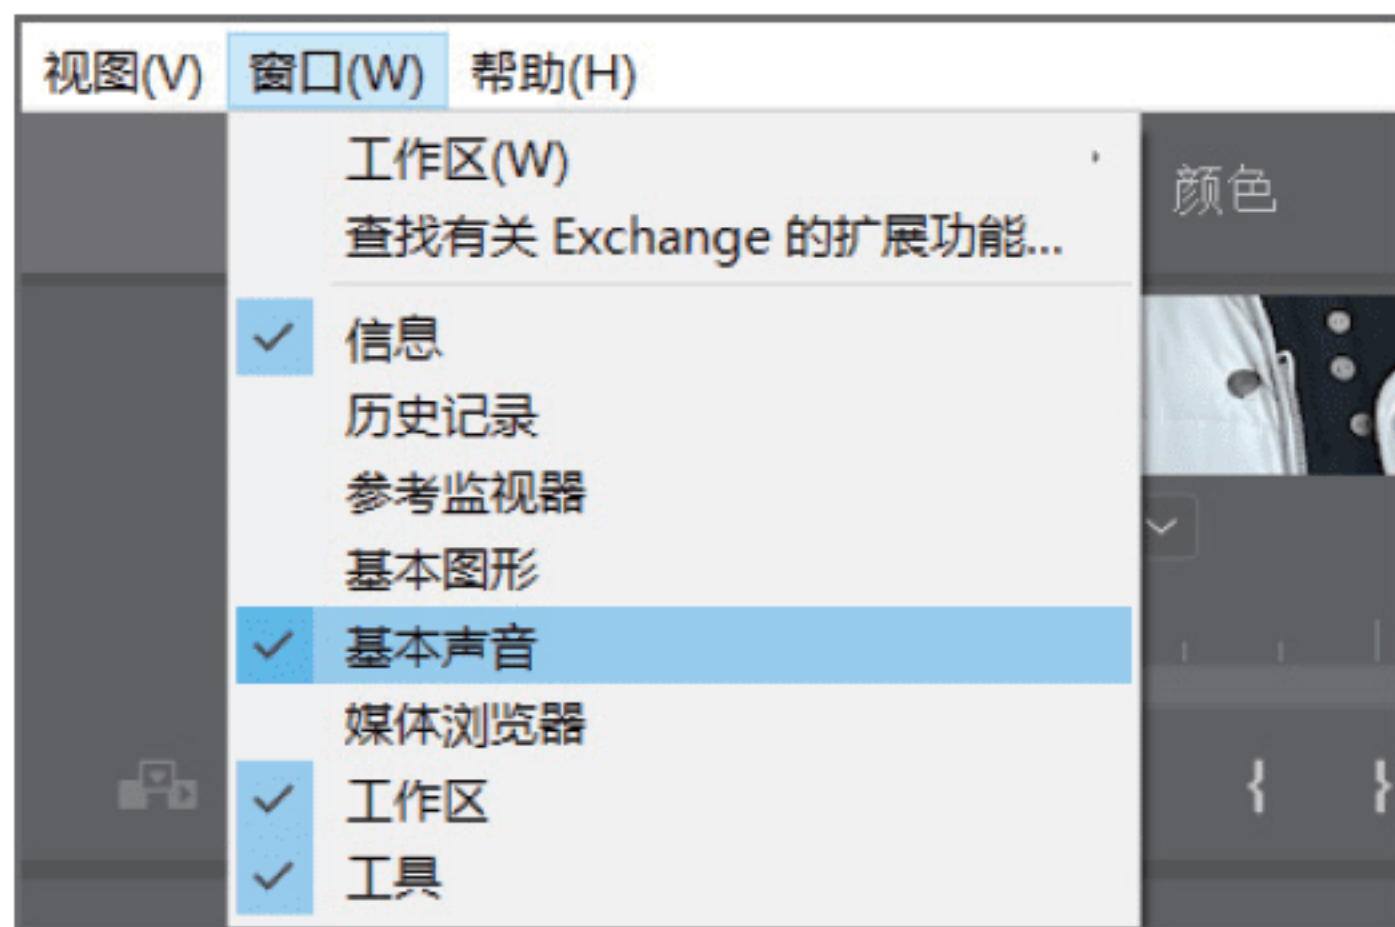 视图(V) 窗口(W) 帮助(H)
工作区(W)
颜色
查找有关 Exchange 的扩展功能...
信息
历史记录
参考监视器
基本图形
基本声音
媒体浏览器
工作区
工具